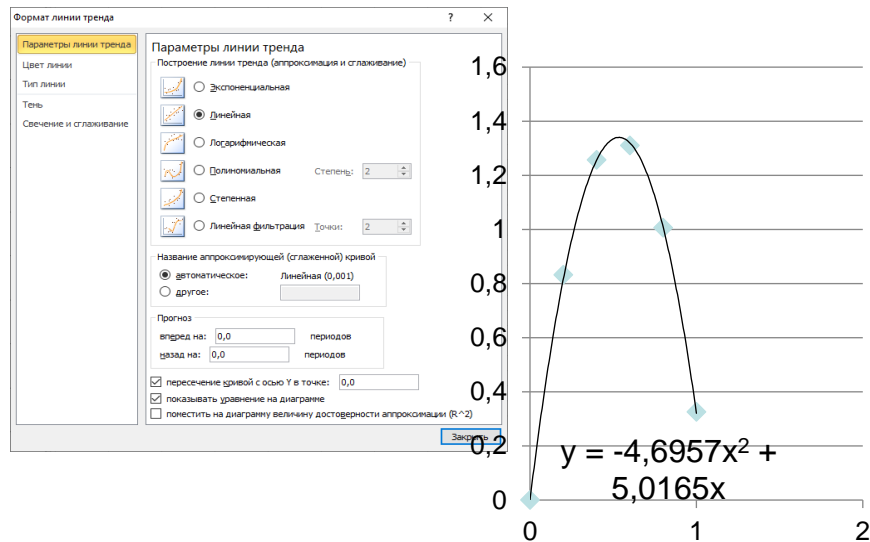 Формат линии тренда
?
Параметры линии тренда
Цвет линии
Тип линии
Тень
Свечение и сглаживание
Параметры линии тренда
Построение линии тренда (аппроксимация и сглаживание)
Экспоненциальная
Линейная
Логарифмическая
Полиномиальная Степень: 2
Степенная
Линейная фильтрация Точки: 2
Название аппроксимирующей (сглаженной) кривой
автоматическое: Линейная (0,001)
другое:
Прогноз
вперед на: 0,0 периодов
назад на: 0,0 периодов
пересечение кривой с осью Y в точке: 0,0
показывать уравнение на диаграмме
поместить на диаграмму величину достоверности аппроксимации (R^2)
Закрыть
1,6
1,4
1,2
1
0,8
0,6
0,4
0,2
0
y = -4,6957x² +
5,0165x
0 1 2